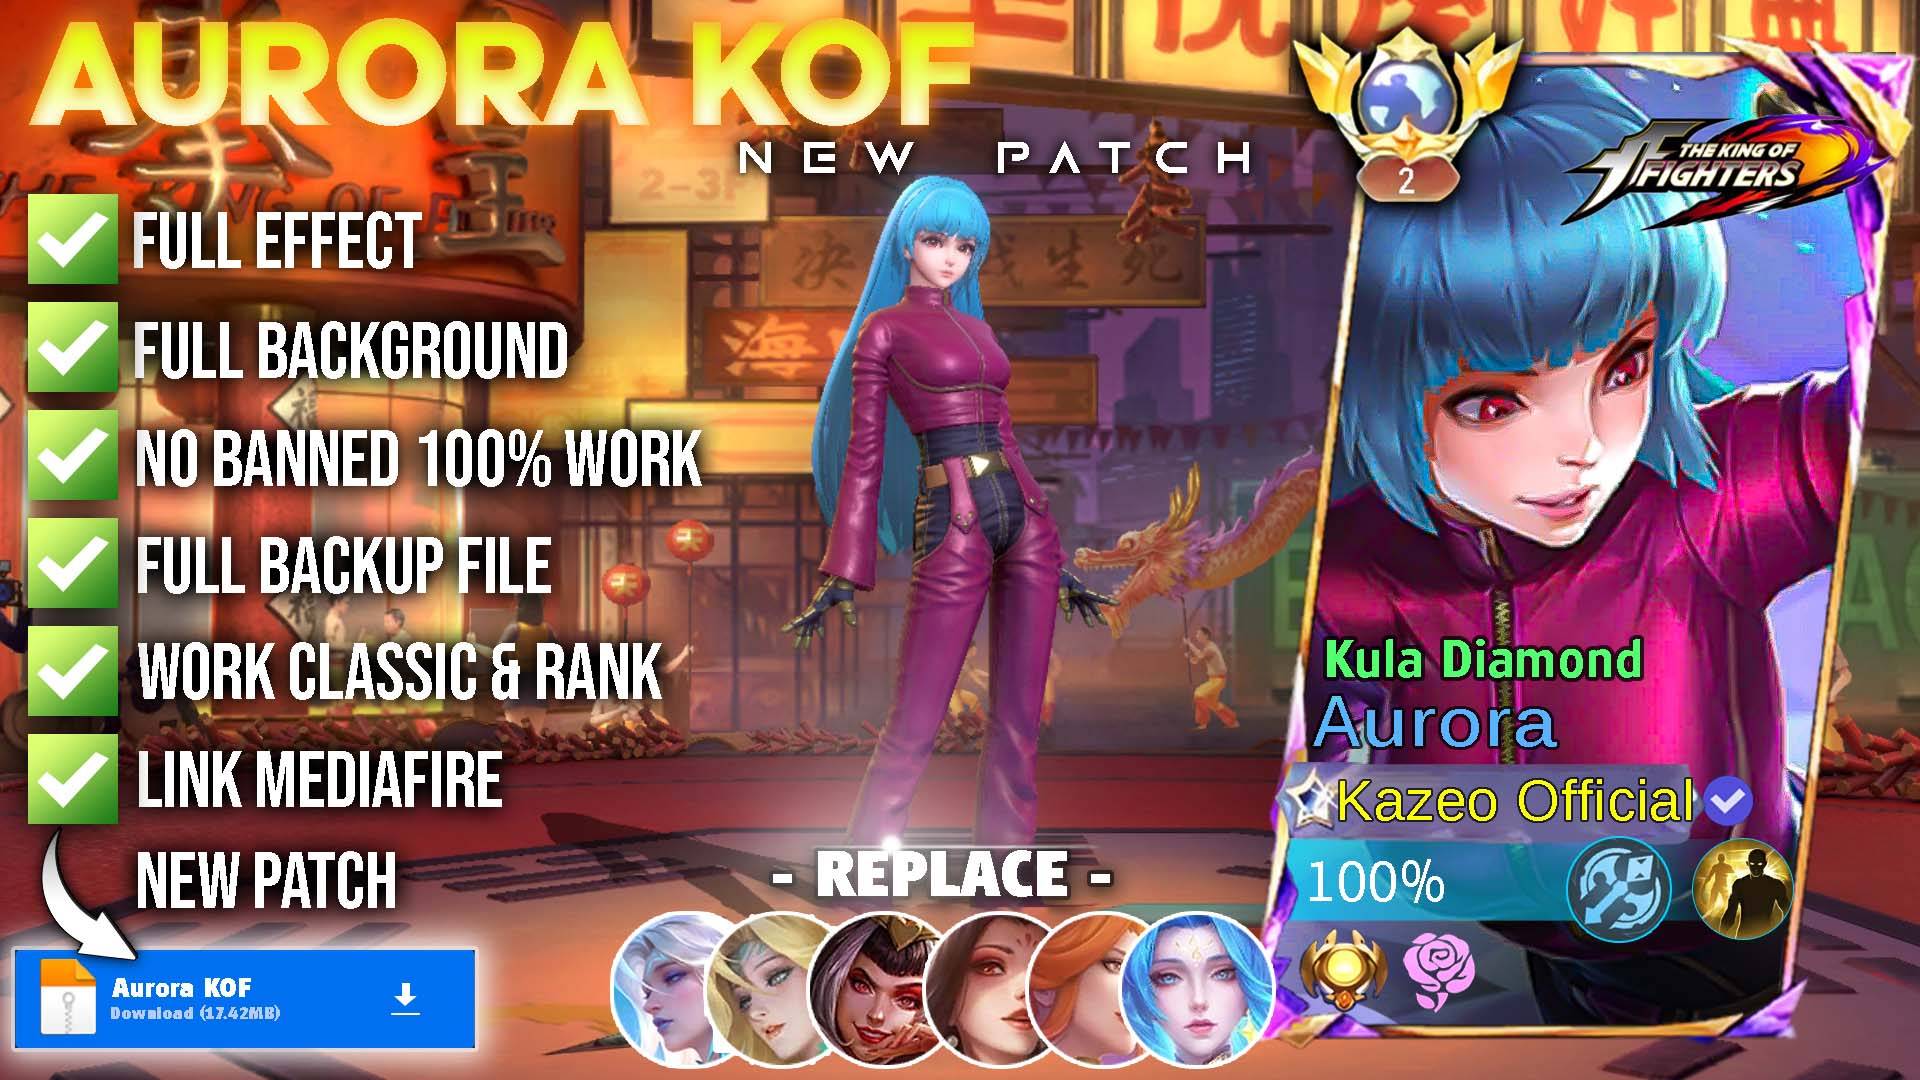 AURORA KOF
NEW PATCH
THE KING OF
FIGHTERS
2
2-3F
FULL EFFECT
FULL BACKGROUND
NO BANNED 100% WORK
FULL BACKUP FILE
WORK CLASSIC & RANK
LINK MEDIAFIRE
NEW PATCH
Aurora KOF
Download (17.42MB)
- REPLACE -
Kula Diamond
Aurora
Kazeo Official
100%